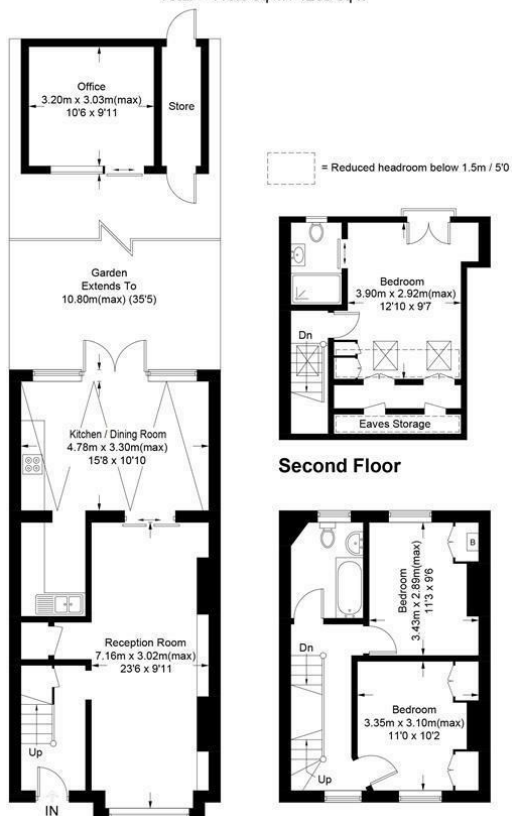 Office
3.20m x 3.03m(max)
10'6 x 9'11
Store
= Reduced headroom below 1.5m / 5'0
Garden
Extends To
10.80m(max) (35'5)
Bedroom
3.90m x 2.92m(max)
12'10 x 9'7
Dn
Eaves Storage
Second Floor
Kitchen / Dining Room
4.78m x 3.30m(max)
15'8 x 10'10
Reception Room
7.16m x 3.02m(max)
23'6 x 9'11
Up
IN
B
Bedroom
3.43m x 2.89m(max)
11'3 x 9'6
Dn
Bedroom
3.35m x 3.10m(max)
11'0 x 10'2
Up